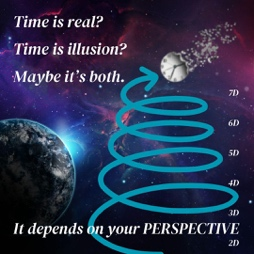 Time is real?
Time is illusion?
Maybe it's both.
7D
6D
5D
4D
3D
It depends on your PERSPECTIVE
2D